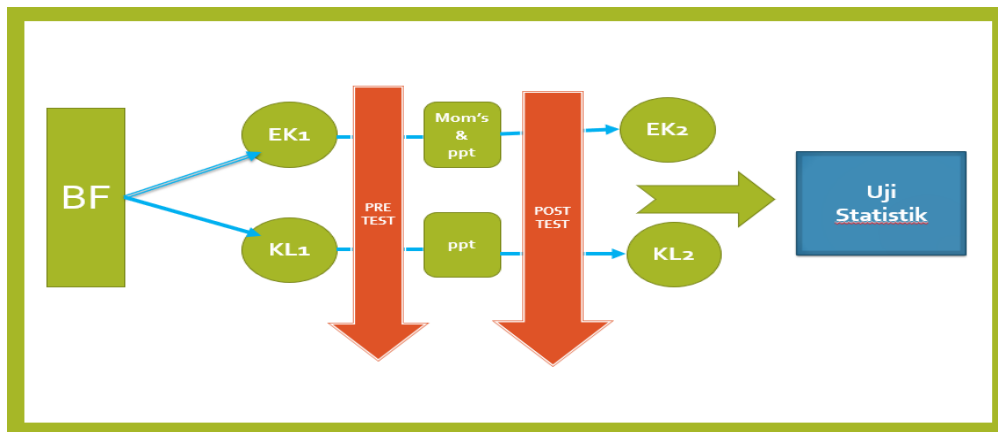 BF
EK1
KL1
PRE
TEST
Mom's
&
ppt
ppt
POST
TEST
EK2
KL2
Uji
Statistik